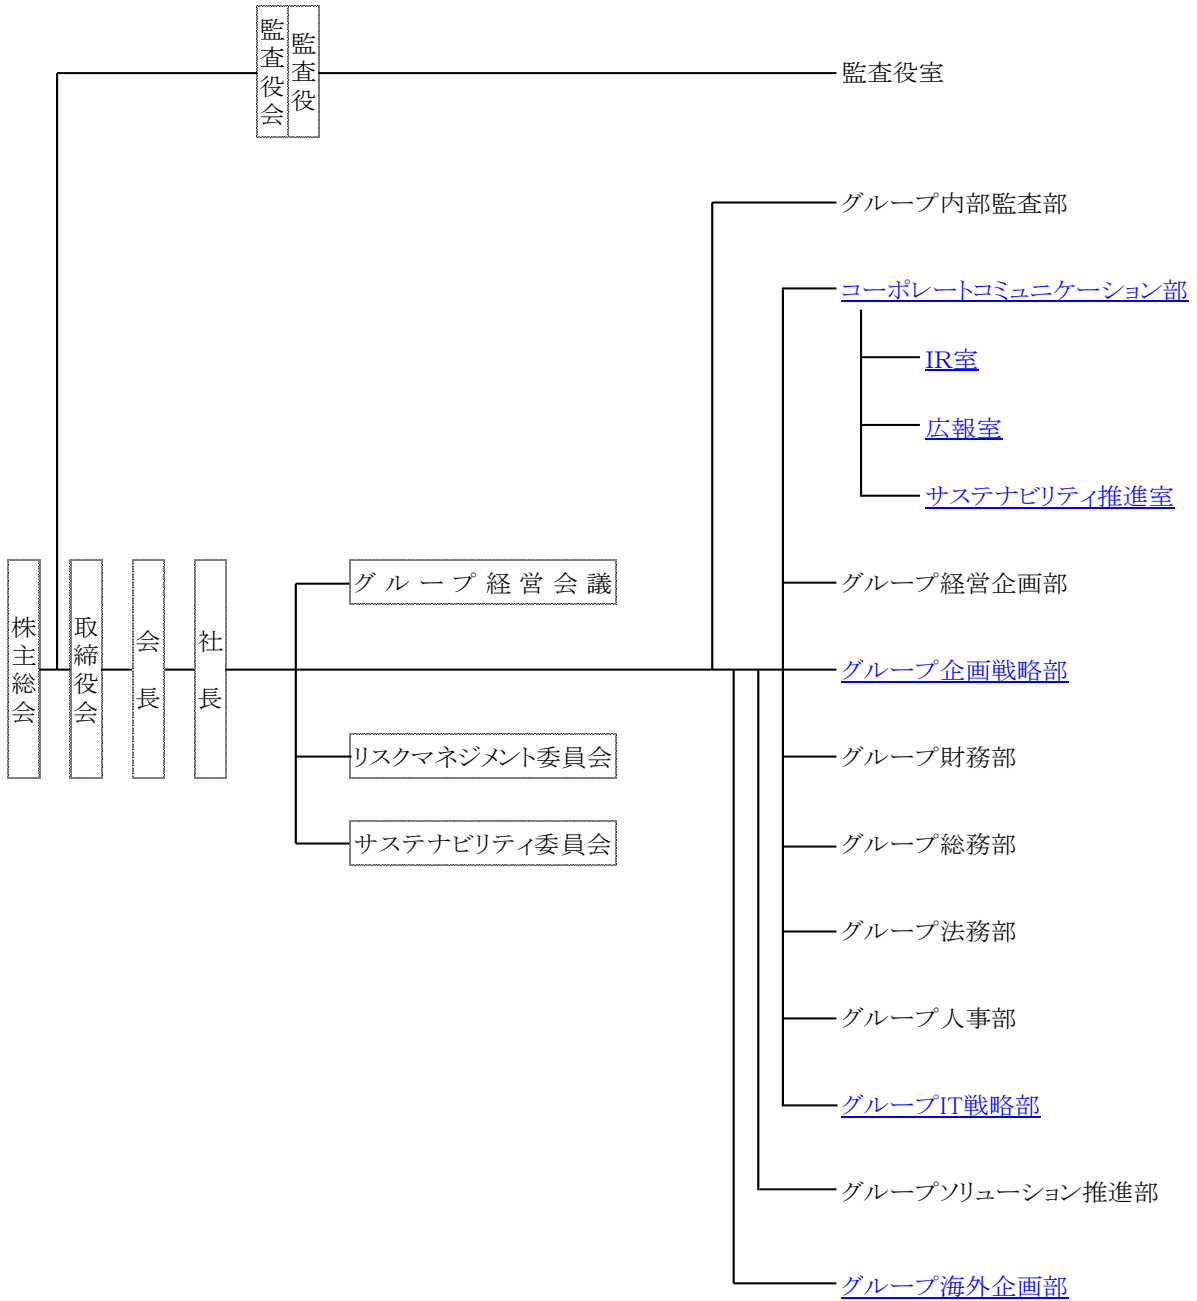 監査役会
監査役
監査役室
グループ内部監査部
コーポレートコミュニケーション部
IR室
広報室
サステナビリティ推進室
株主総会
取締役会
会長
社長
グループ経営会議
グループ経営企画部
グループ企画戦略部
リスクマネジメント委員会
グループ財務部
サステナビリティ委員会
グループ総務部
グループ法務部
グループ人事部
グループIT戦略部
グループソリューション推進部
グループ海外企画部